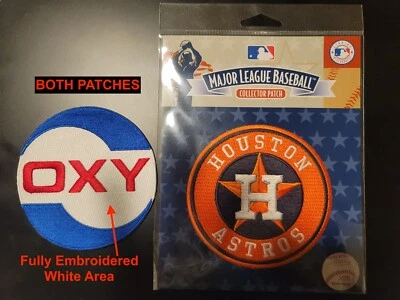 BOTH PATCHES
OXY
Fully Embroidered
White Area
MAJOR LEAGUE BASEBALL
COLLECTOR PATCH
HOUSTON
H
ASTROS